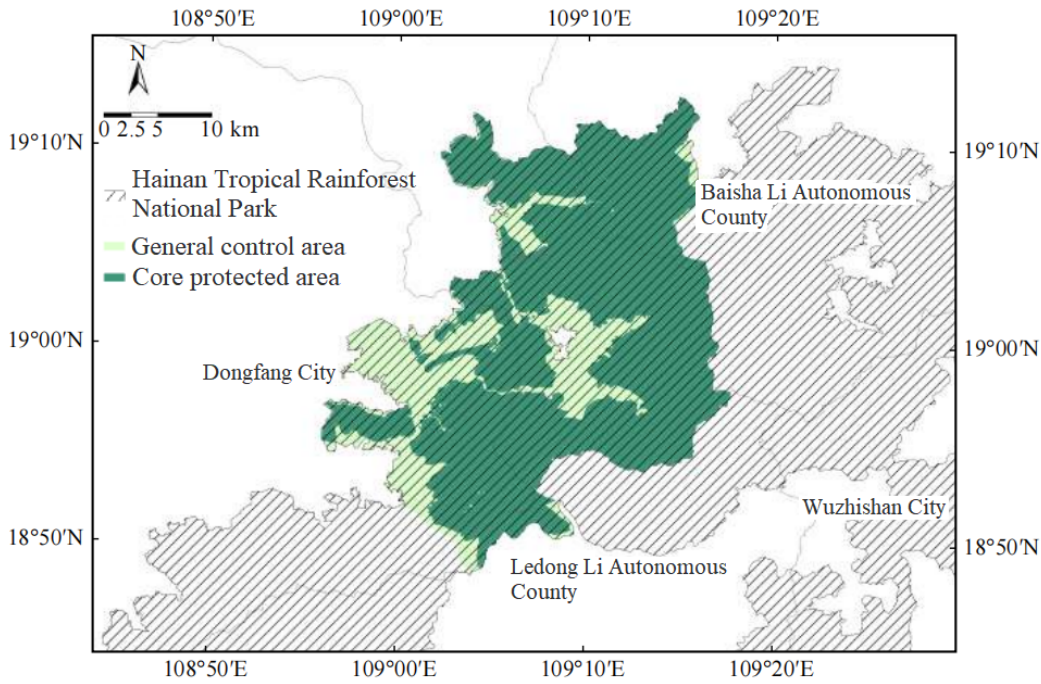 108°50′E 109°00′E 109°10′E 109°20′E
N
0 2.5 5 10 km
19°10′N 19°10′N
Hainan Tropical Rainforest
National Park
Baisha Li Autonomous
County
General control area
Core protected area
19°00′N 19°00′N
Dongfang City
Wuzhishan City
18°50′N 18°50′N
Ledong Li Autonomous
County
108°50′E 109°00′E 109°10′E 109°20′E